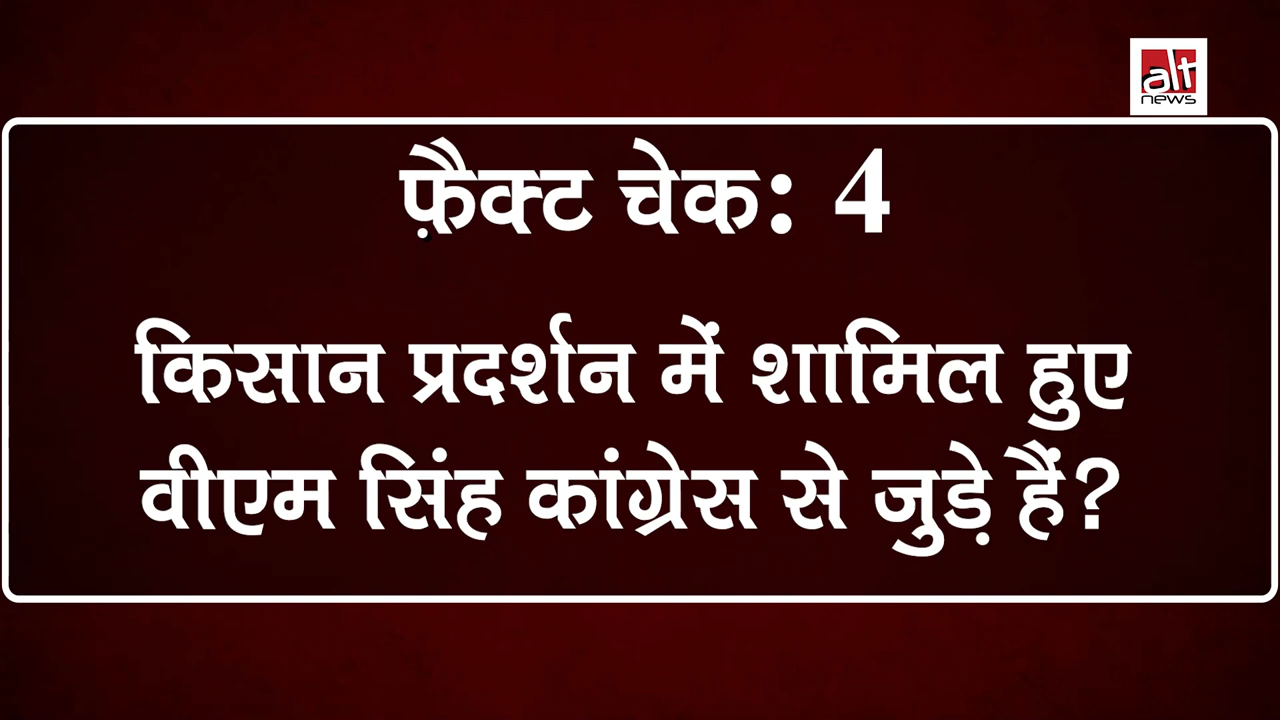 alt
news
फ़ैक्ट चेक: 4
किसान प्रदर्शन में शामिल हुए
वीएम सिंह कांग्रेस से जुड़े हैं?